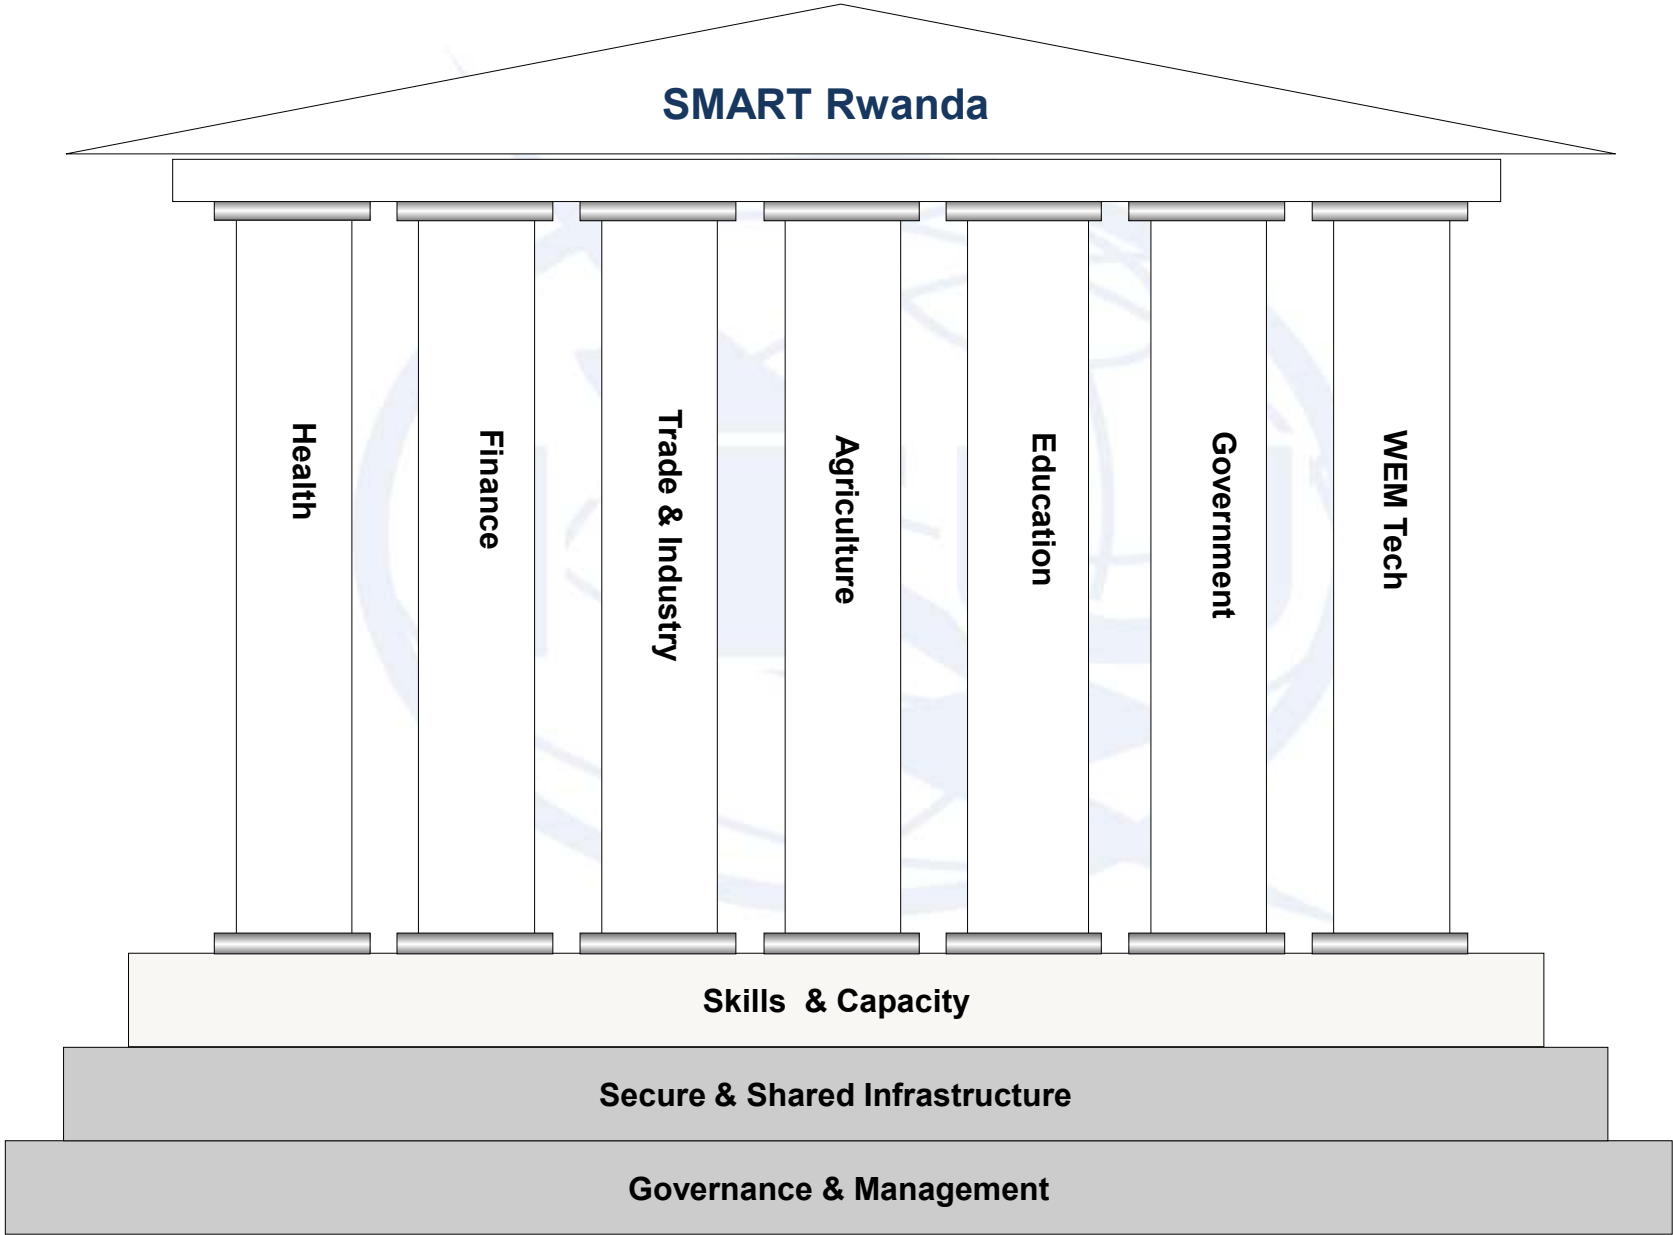 SMART Rwanda
Health
Finance
Trade & Industry
Agriculture
Education
Government
WEM Tech
Skills & Capacity
Secure & Shared Infrastructure
Governance & Management